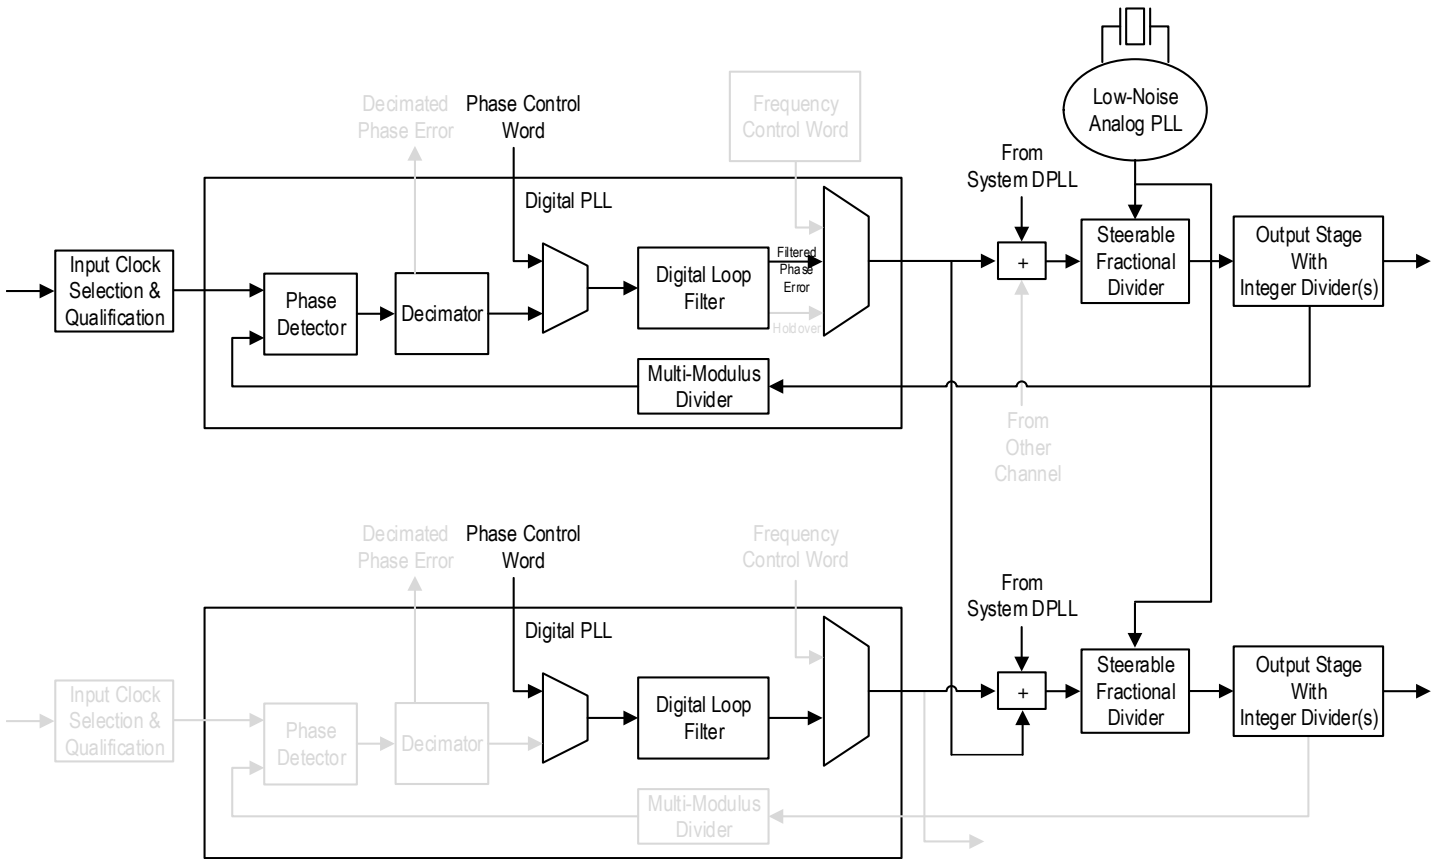 Low-Noise
Analog PLL
Decimated
Phase Error
Phase Control
Word
Frequency
Control Word
From
System DPLL
Digital PLL
Input Clock
Selection &
Qualification
Phase
Detector
Decimator
Digital Loop
Filter
Filtered
Phase
Error
Holdover
+
Steerable
Fractional
Divider
Output Stage
With
Integer Divider(s)
Multi-Modulus
Divider
From
Other
Channel
Decimated
Phase Error
Phase Control
Word
Frequency
Control Word
From
System DPLL
Digital PLL
Input Clock
Selection &
Qualification
Phase
Detector
Decimator
Digital Loop
Filter
+
Steerable
Fractional
Divider
Output Stage
With
Integer Divider(s)
Multi-Modulus
Divider